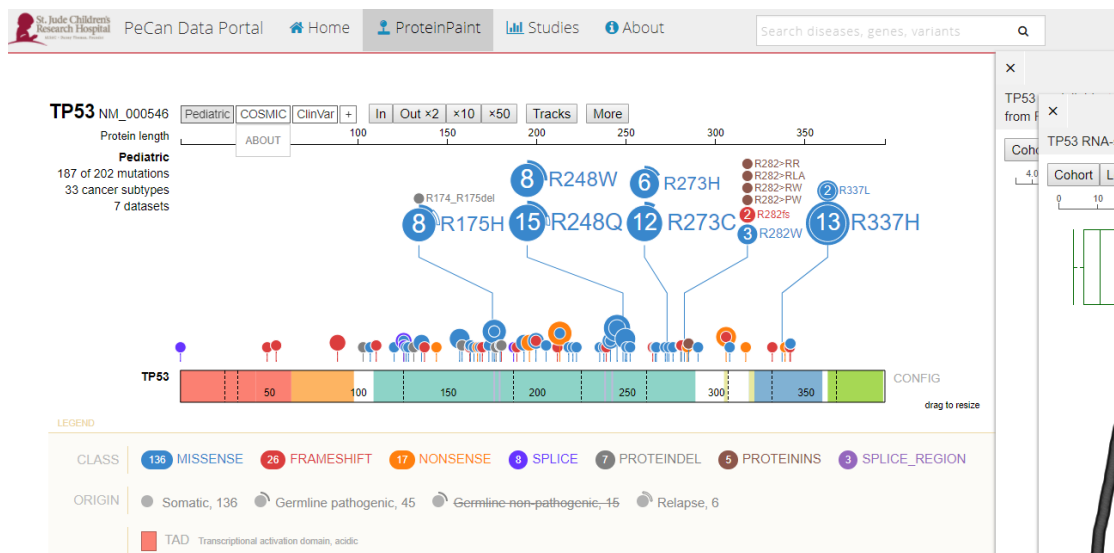 St. Jude Children's
Research Hospital
PeCan Data Portal
Home
ProteinPaint
Studies
About
Search diseases, genes, variants
TP53 NM_000546
Pediatric
COSMIC
ClinVar
+
In
Out ×2
×10
×50
Tracks
More
ABOUT
Protein length
100
150
200
250
300
350
Pediatric
187 of 202 mutations
33 cancer subtypes
7 datasets
R174_R175del
8 R175H
8 R248W
15 R248Q
6 R273H
12 R273C
R282>RR
R282>RLA
R282>RW
R282>PW
2 R282fs
3 R282W
2 R337L
13 R337H
TP53
50
100
150
200
250
300
350
CONFIG
drag to resize
LEGEND
CLASS
136 MISSENSE
26 FRAMESHIFT
17 NONSENSE
8 SPLICE
7 PROTEINDEL
5 PROTEININS
3 SPLICE_REGION
ORIGIN
Somatic, 136
Germline pathogenic, 45
Germline non-pathogenic, 15
Relapse, 6
TAD Transcriptional activation domain, acidic
×
TP53
from
4.0
×
TP53 RNA-
Cohort
L
0
10